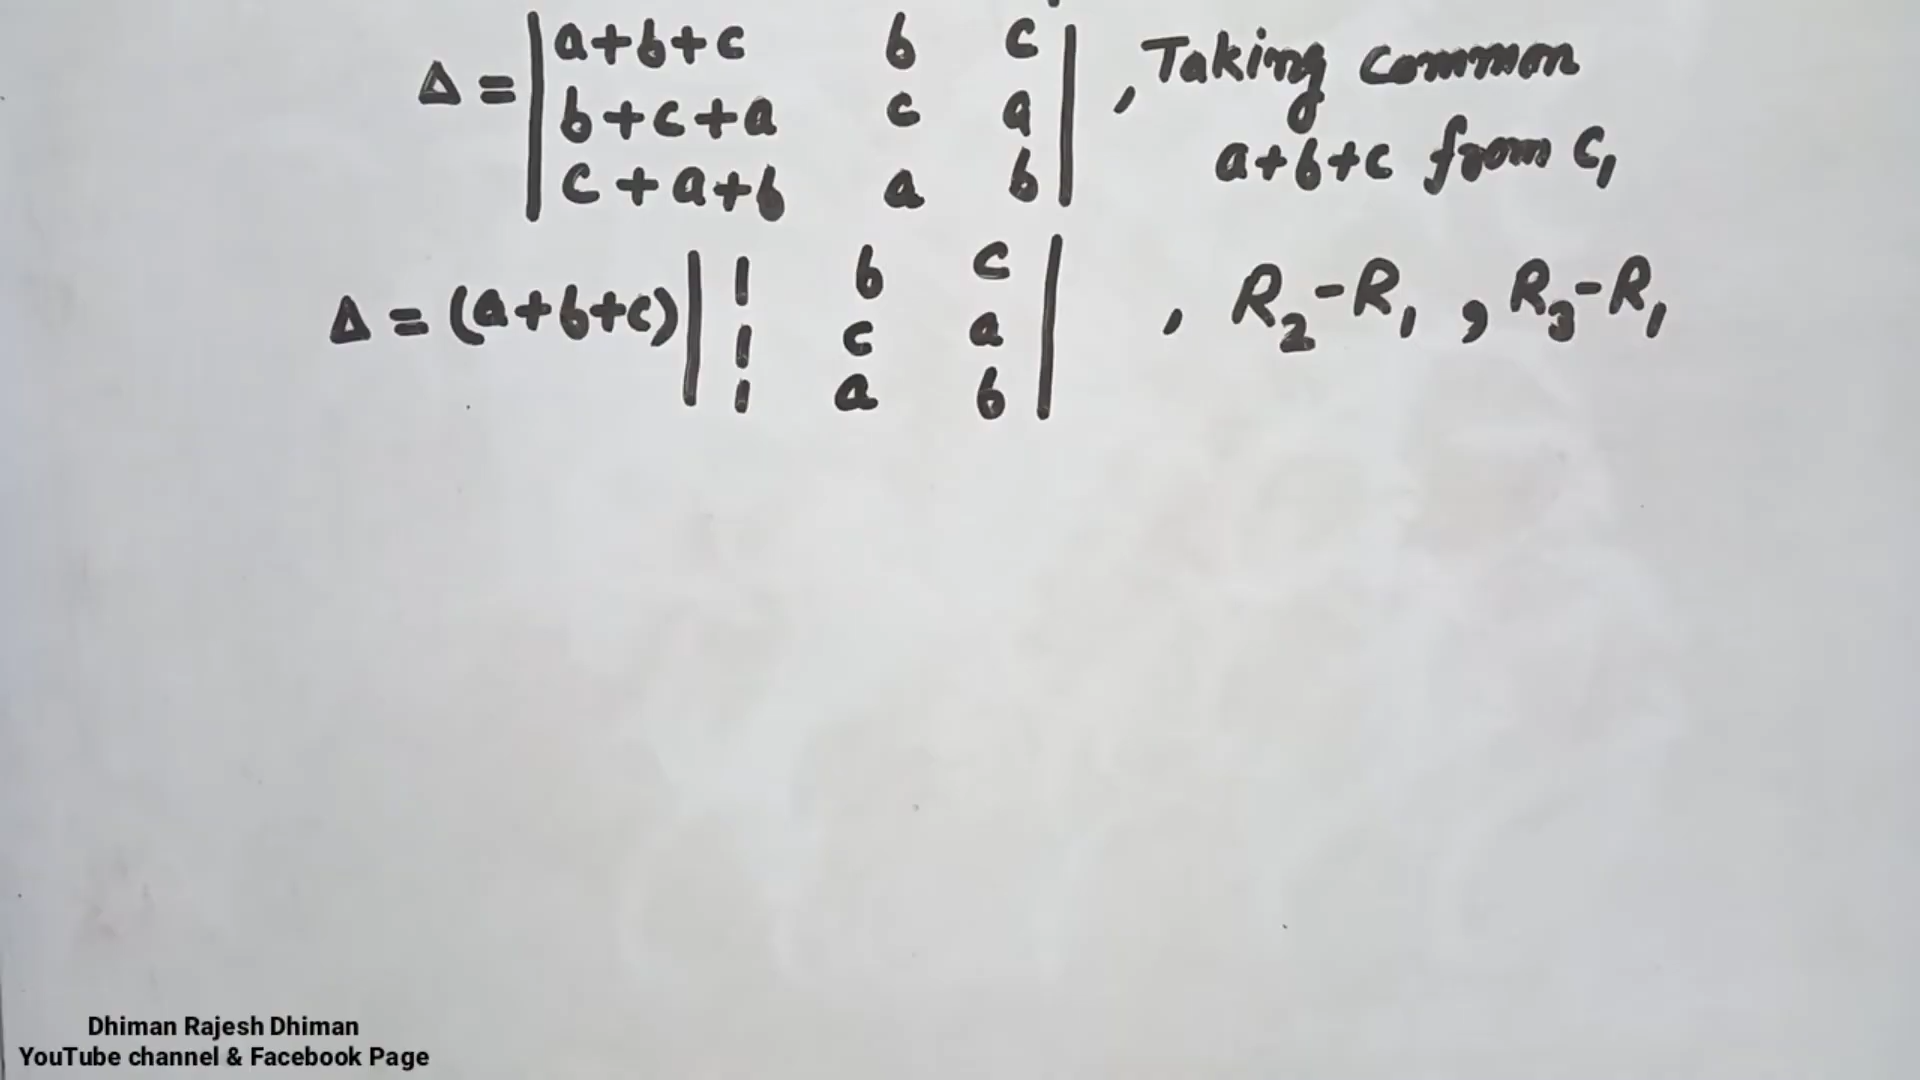 Δ = | a+b+c b c | , Taking common
| b+c+a c a | a+b+c from C₁
| c+a+b a b |
Δ = (a+b+c) | 1 b c | , R₂-R₁ , R₃-R₁
| 1 c a |
| 1 a b |
Dhiman Rajesh Dhiman
YouTube channel & Facebook Page